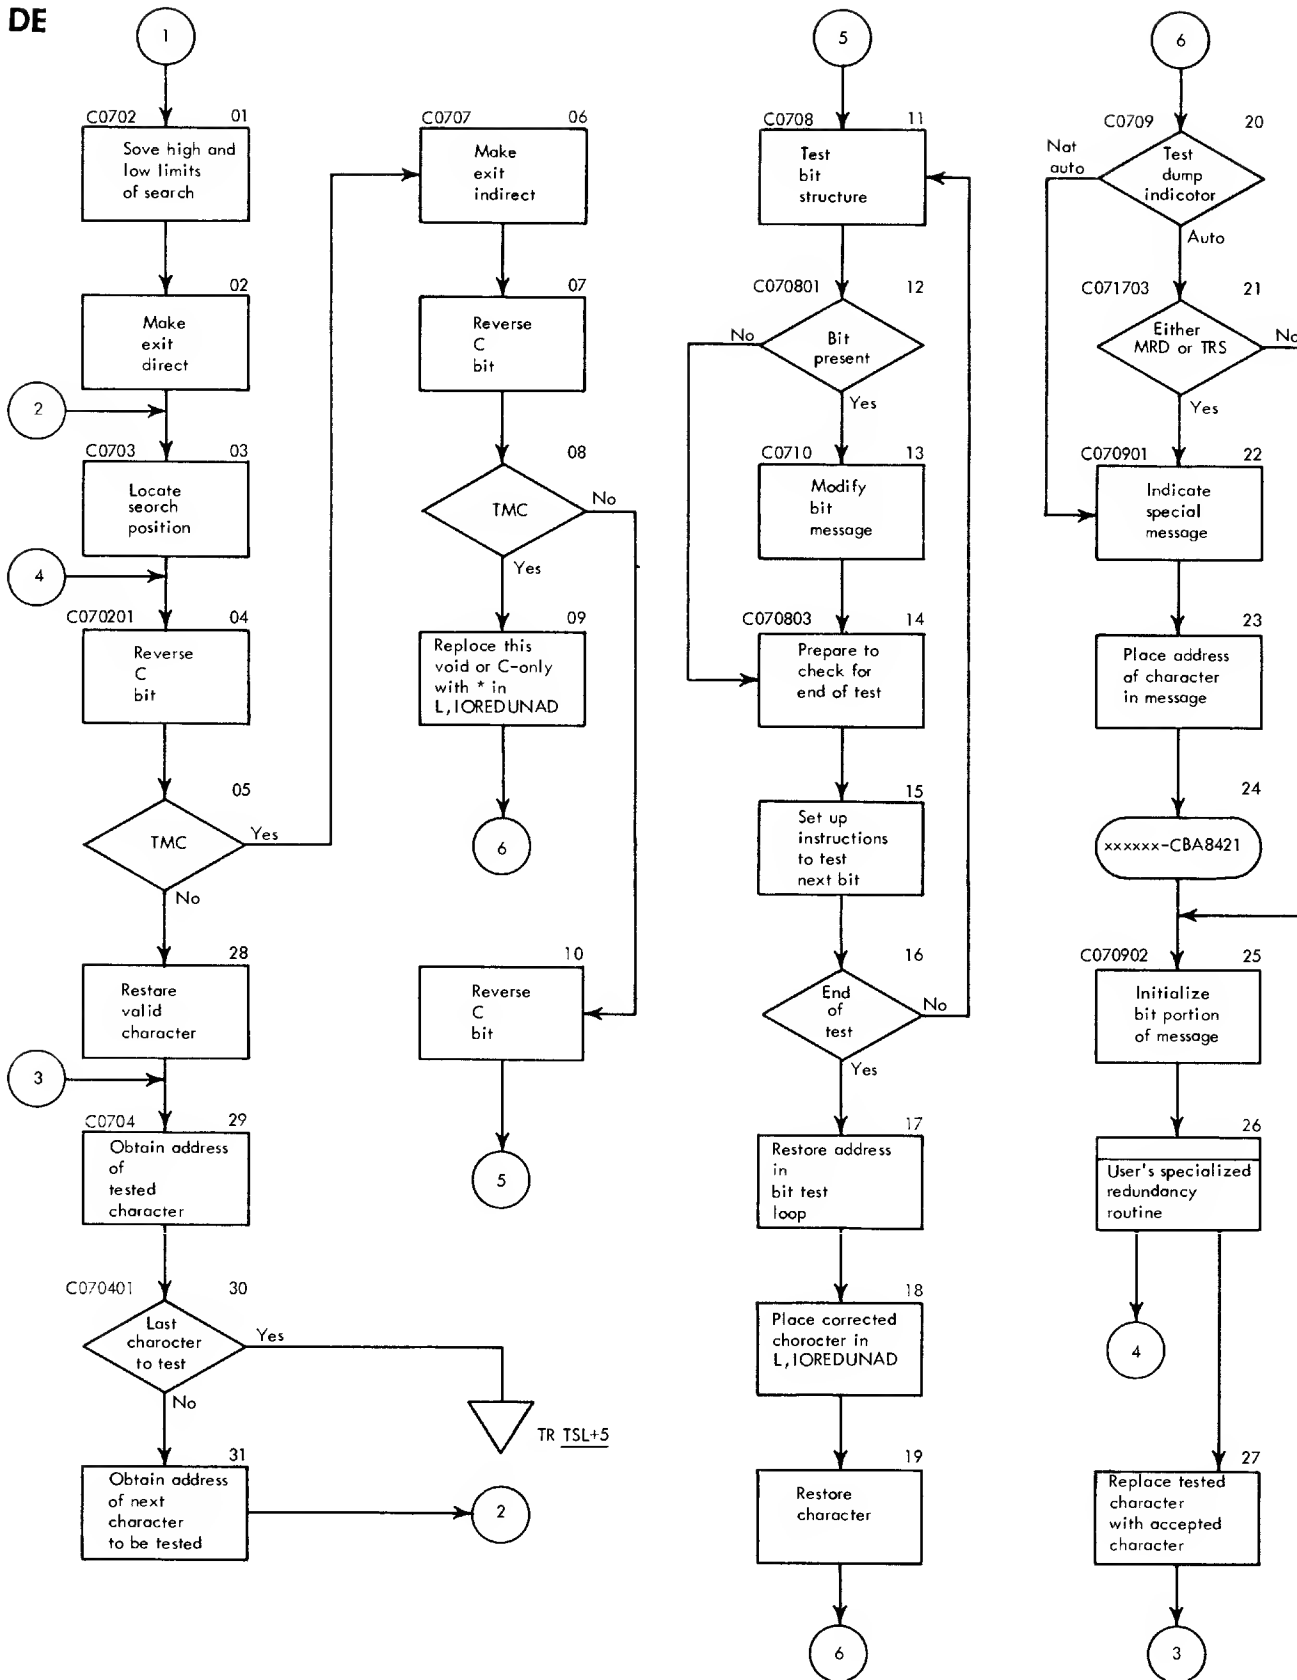 DE
1
C0702
01
Sove high and
low limits
of search
02
Make
exit
direct
2
C0703
03
Locate
search
position
4
C070201
04
Reverse
C
bit
05
TMC
Yes
No
28
Restare
valid
character
3
C0704
29
Obtain address
of
tested
character
C070401
30
Last
charocter
to test
Yes
No
TR TSL+5
31
Obtain address
of next
character
to be tested
2
C0707
06
Make
exit
indirect
07
Reverse
C
bit
08
TMC
No
Yes
09
Reploce this
void or C-only
with * in
L,IOREDUNAD
6
10
Reverse
C
bit
5
5
C0708
11
Test
bit
structure
C070801
12
No
Bit
present
Yes
C0710
13
Modify
bit
message
C070803
14
Prepare to
check for
end of test
15
Set up
instructions
to test
next bit
16
End
of
test
No
Yes
17
Restore address
in
bit test
loop
18
Place corrected
chorocter in
L,IOREDUNAD
19
Restore
character
6
6
C0709
20
Nat
auto
Test
dump
indicotor
Auto
C071703
21
Either
MRD or TRS
No
Yes
C070901
22
Indicate
special
message
23
Place address
af character
in message
24
xxxxxx-CBA8421
C070902
25
Initialize
bit portion
of message
26
User's specialized
redundancy
routine
4
27
Replace tested
character
with accepted
character
3